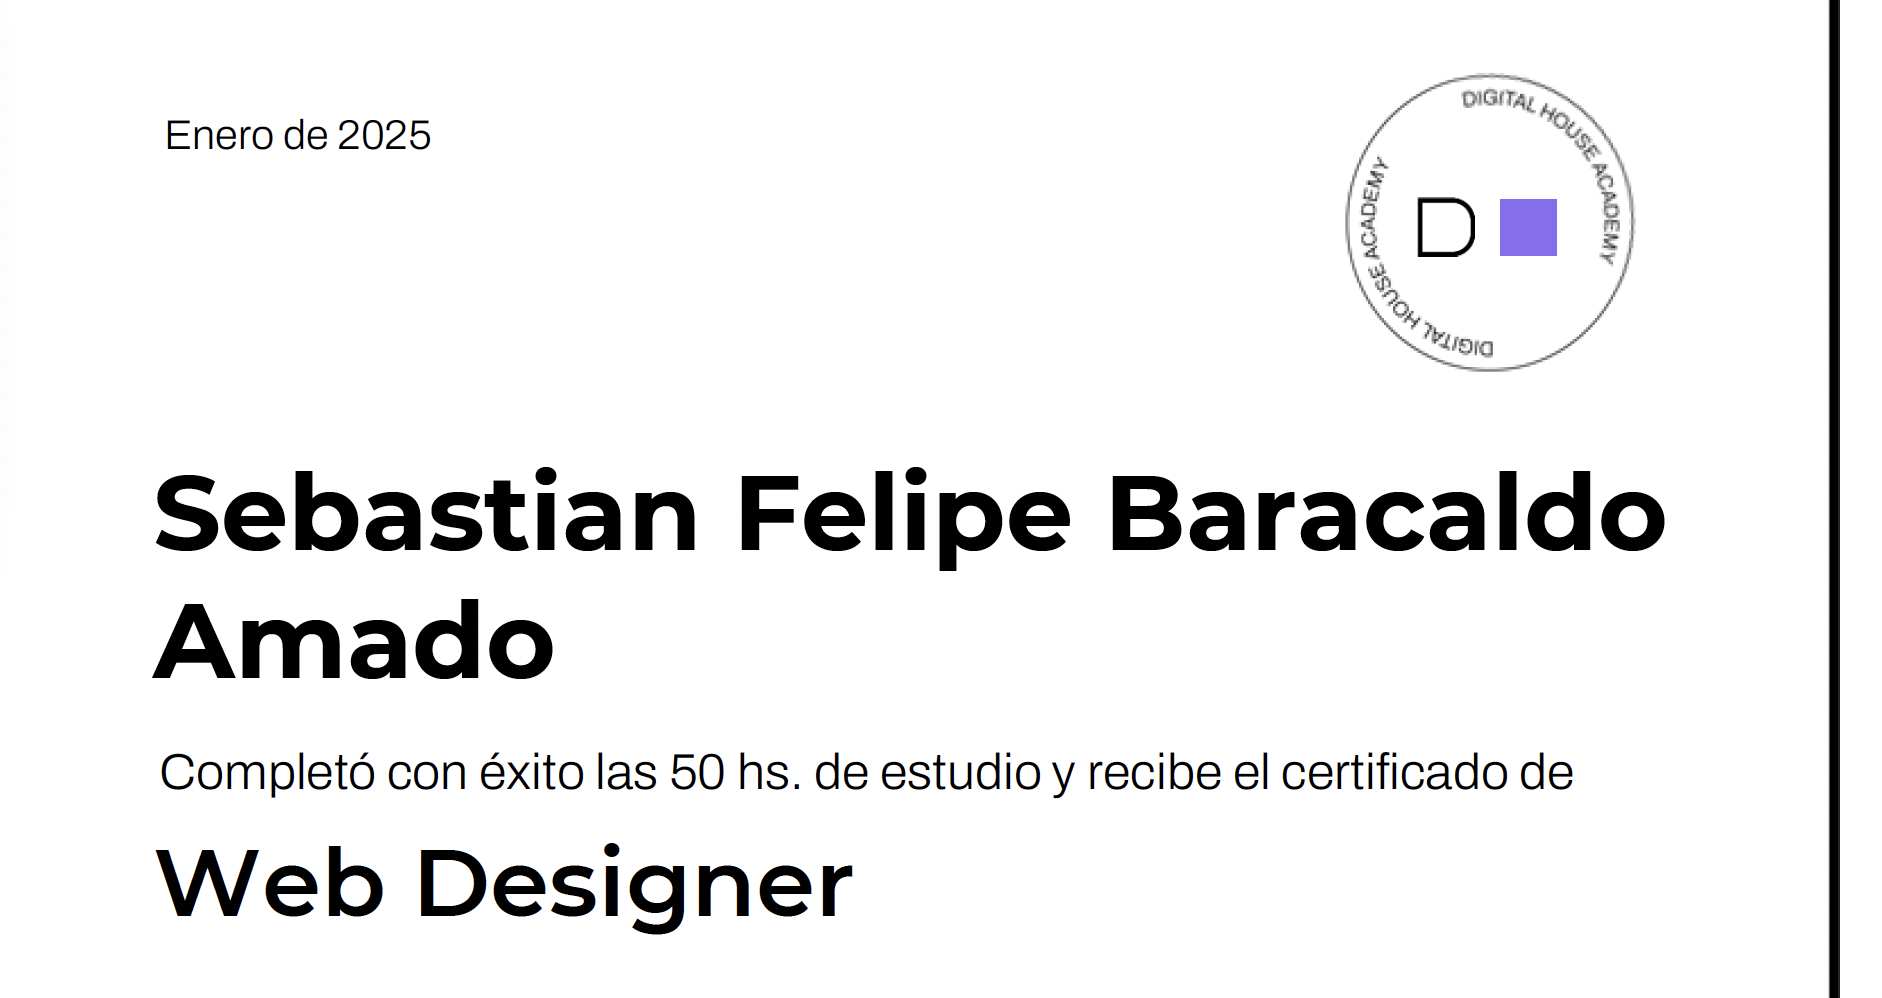 Enero de 2025
DIGITAL HOUSE ACADEMY
DIGITAL HOUSE ACADEMY
Sebastian Felipe Baracaldo
Amado
Completó con éxito las 50 hs. de estudio y recibe el certificado de
Web Designer